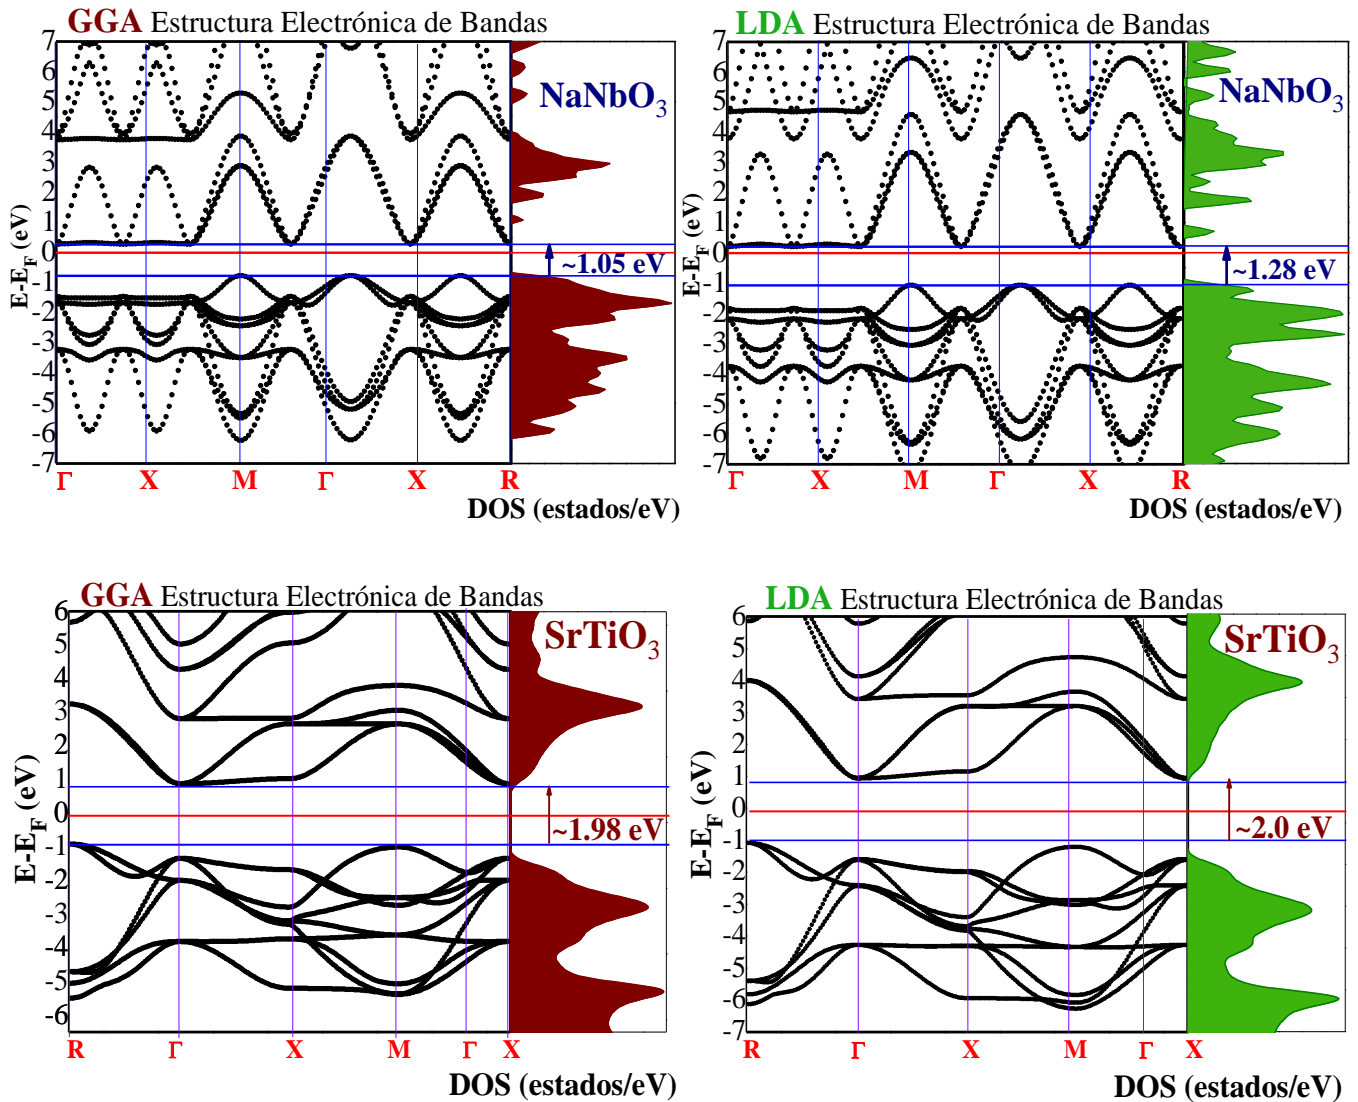 GGA Estructura Electrónica de Bandas
7
6
5
4
3
2
1
0
-1
-2
-3
-4
-5
-6
-7
E-E_F (eV)
NaNbO₃
~1.05 eV
Γ X M Γ X R
DOS (estados/eV)
LDA Estructura Electrónica de Bandas
7
6
5
4
3
2
1
0
-1
-2
-3
-4
-5
-6
-7
E-E_F (eV)
NaNbO₃
~1.28 eV
Γ X M Γ X R
DOS (estados/eV)
GGA Estructura Electrónica de Bandas
6
5
4
3
2
1
0
-1
-2
-3
-4
-5
-6
E-E_F (eV)
SrTiO₃
~1.98 eV
R Γ X M Γ X
DOS (estados/eV)
LDA Estructura Electrónica de Bandas
6
5
4
3
2
1
0
-1
-2
-3
-4
-5
-6
-7
E-E_F (eV)
SrTiO₃
~2.0 eV
R Γ X M Γ X
DOS (estados/eV)